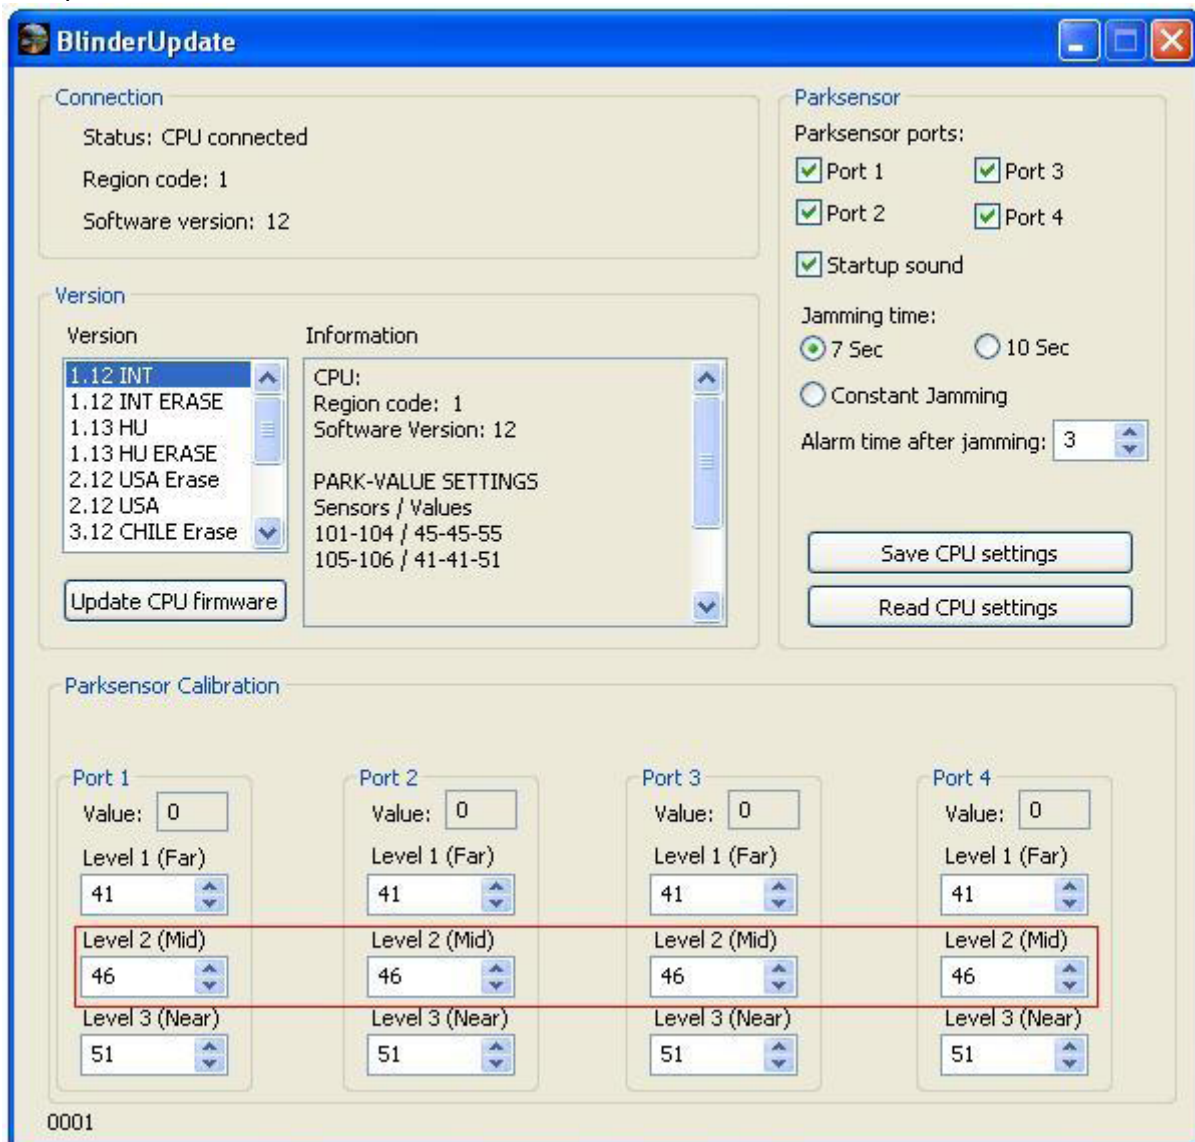 BlinderUpdate
Connection
Status: CPU connected
Region code: 1
Software version: 12
Version
Version
1.12 INT
1.12 INT ERASE
1.13 HU
1.13 HU ERASE
2.12 USA Erase
2.12 USA
3.12 CHILE Erase
Update CPU firmware
Information
CPU:
Region code: 1
Software Version: 12
PARK-VALUE SETTINGS
Sensors / Values
101-104 / 45-45-55
105-106 / 41-41-51
Parksensor
Parksensor ports:
Port 1 Port 3
Port 2 Port 4
Startup sound
Jamming time:
7 Sec 10 Sec
Constant Jamming
Alarm time after jamming: 3
Save CPU settings
Read CPU settings
Parksensor Calibration
Port 1 Port 2 Port 3 Port 4
Value: 0 Value: 0 Value: 0 Value: 0
Level 1 (Far) Level 1 (Far) Level 1 (Far) Level 1 (Far)
41 41 41 41
Level 2 (Mid) Level 2 (Mid) Level 2 (Mid) Level 2 (Mid)
46 46 46 46
Level 3 (Near) Level 3 (Near) Level 3 (Near) Level 3 (Near)
51 51 51 51
0001